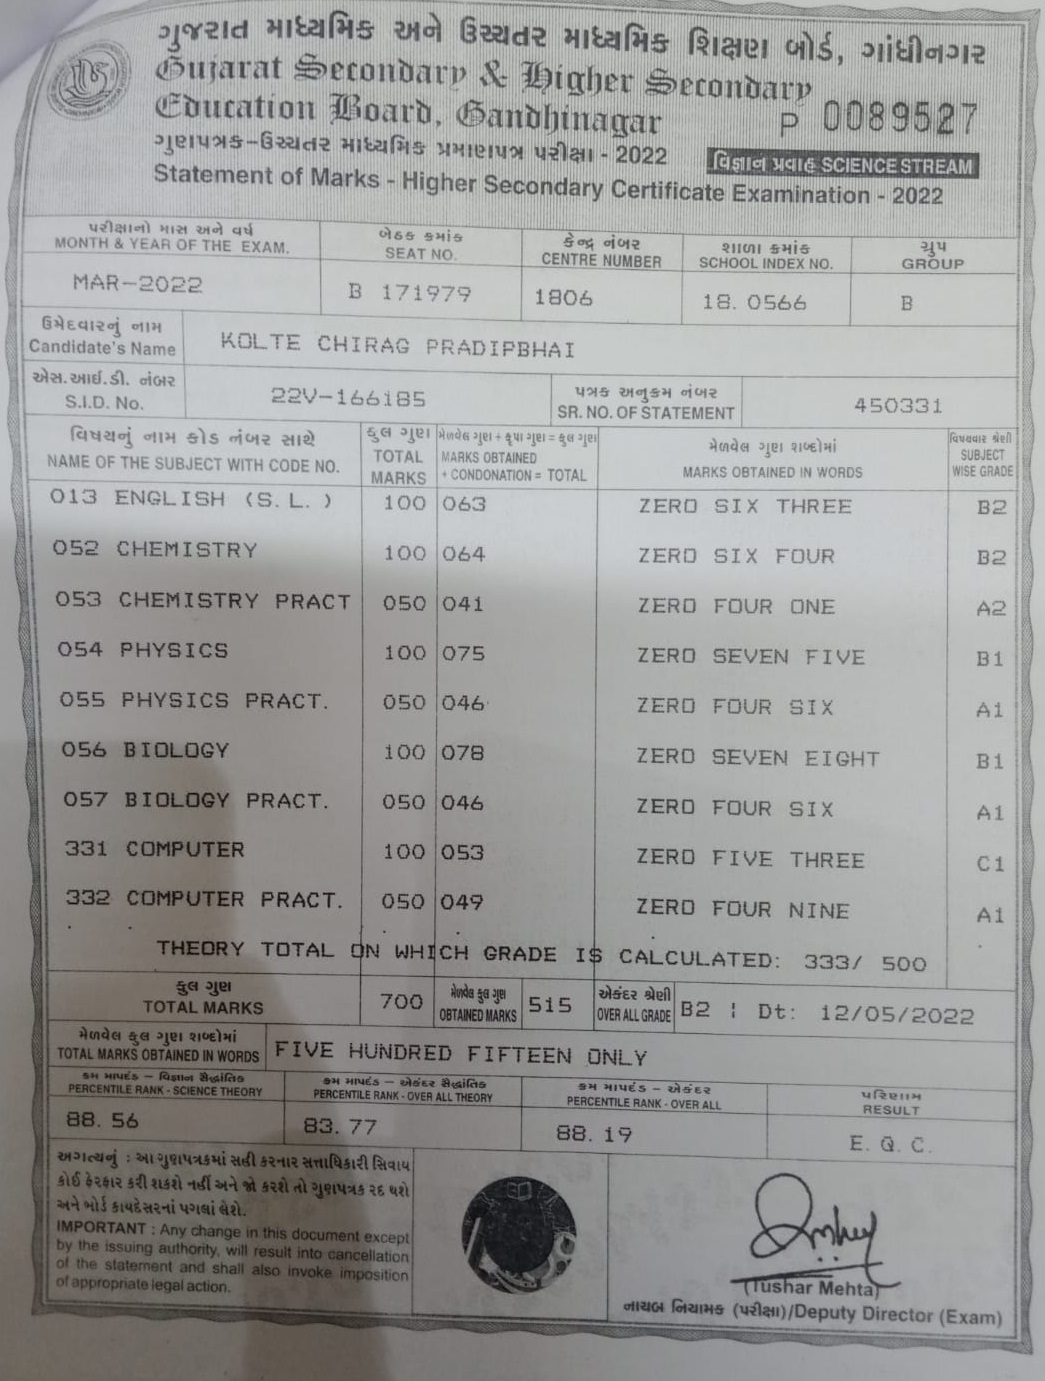 ગુજરાત માધ્યમિક અને ઉચ્ચતર માધ્યમિક શિક્ષણ બોર્ડ, ગાંધીનગર
Gujarat Secondary & Higher Secondary
Education Board, Gandhinagar
P 0089527
ગુણપત્રક-ઉચ્ચતર માધ્યમિક પ્રમાણપત્ર પરીક્ષા - 2022
વિજ્ઞાન પ્રવાહ SCIENCE STREAM
Statement of Marks - Higher Secondary Certificate Examination - 2022
પરીક્ષાનો માસ અને વર્ષ બેઠક ક્રમાંક કેન્દ્ર નંબર શાળા ક્રમાંક ગ્રુપ
MONTH & YEAR OF THE EXAM. SEAT NO. CENTRE NUMBER SCHOOL INDEX NO. GROUP
MAR-2022 B 171979 1806 18. 0566 B
ઉમેદવારનું નામ
Candidate's Name KOLTE CHIRAG PRADIPBHAI
એસ.આઈ.ડી. નંબર પત્રક અનુક્રમ નંબર
S.I.D. No. 22V-166185 SR. NO. OF STATEMENT 450331
વિષયનું નામ કોડ નંબર સાથે કુલ ગુણ મેળવેલ ગુણ + કૃપા ગુણ = કુલ ગુણ મેળવેલ ગુણ શબ્દોમાં વિષયવાર શ્રેણી
NAME OF THE SUBJECT WITH CODE NO. TOTAL MARKS MARKS OBTAINED + CONDONATION = TOTAL MARKS OBTAINED IN WORDS SUBJECT WISE GRADE
013 ENGLISH (S.L.) 100 063 ZERO SIX THREE B2
052 CHEMISTRY 100 064 ZERO SIX FOUR B2
053 CHEMISTRY PRACT 050 041 ZERO FOUR ONE A2
054 PHYSICS 100 075 ZERO SEVEN FIVE B1
055 PHYSICS PRACT. 050 046 ZERO FOUR SIX A1
056 BIOLOGY 100 078 ZERO SEVEN EIGHT B1
057 BIOLOGY PRACT. 050 046 ZERO FOUR SIX A1
331 COMPUTER 100 053 ZERO FIVE THREE C1
332 COMPUTER PRACT. 050 049 ZERO FOUR NINE A1
THEORY TOTAL ON WHICH GRADE IS CALCULATED: 333/ 500
કુલ ગુણ મેળવેલ કુલ ગુણ એકંદર શ્રેણી
TOTAL MARKS 700 OBTAINED MARKS 515 OVER ALL GRADE B2 ¦ Dt: 12/05/2022
મેળવેલ કુલ ગુણ શબ્દોમાં
TOTAL MARKS OBTAINED IN WORDS FIVE HUNDRED FIFTEEN ONLY
ક્રમ માપદંડ - વિજ્ઞાન સૈદ્ધાંતિક ક્રમ માપદંડ - એકંદર સૈદ્ધાંતિક ક્રમ માપદંડ - એકંદર પરિણામ
PERCENTILE RANK - SCIENCE THEORY PERCENTILE RANK - OVER ALL THEORY PERCENTILE RANK - OVER ALL RESULT
88. 56 83. 77 88. 19 E. Q. C.
અગત્યનું : આ ગુણપત્રકમાં સહી કરનાર સત્તાધિકારી સિવાય
કોઈ ફેરફાર કરી શકશે નહીં અને જો કરશે તો ગુણપત્રક રદ થશે
અને બોર્ડ કાયદેસરનાં પગલાં લેશે.
IMPORTANT : Any change in this document except
by the issuing authority, will result into cancellation
of the statement and shall also invoke imposition
of appropriate legal action.
(Tushar Mehta)
નાયબ નિયામક (પરીક્ષા)/Deputy Director (Exam)